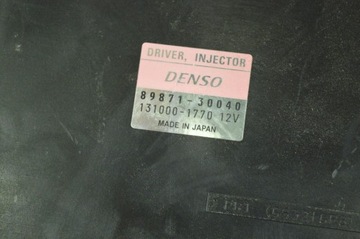 DRIVER, INJECTOR
DENSO
89871-30040
131000-1770 12V
MADE IN JAPAN